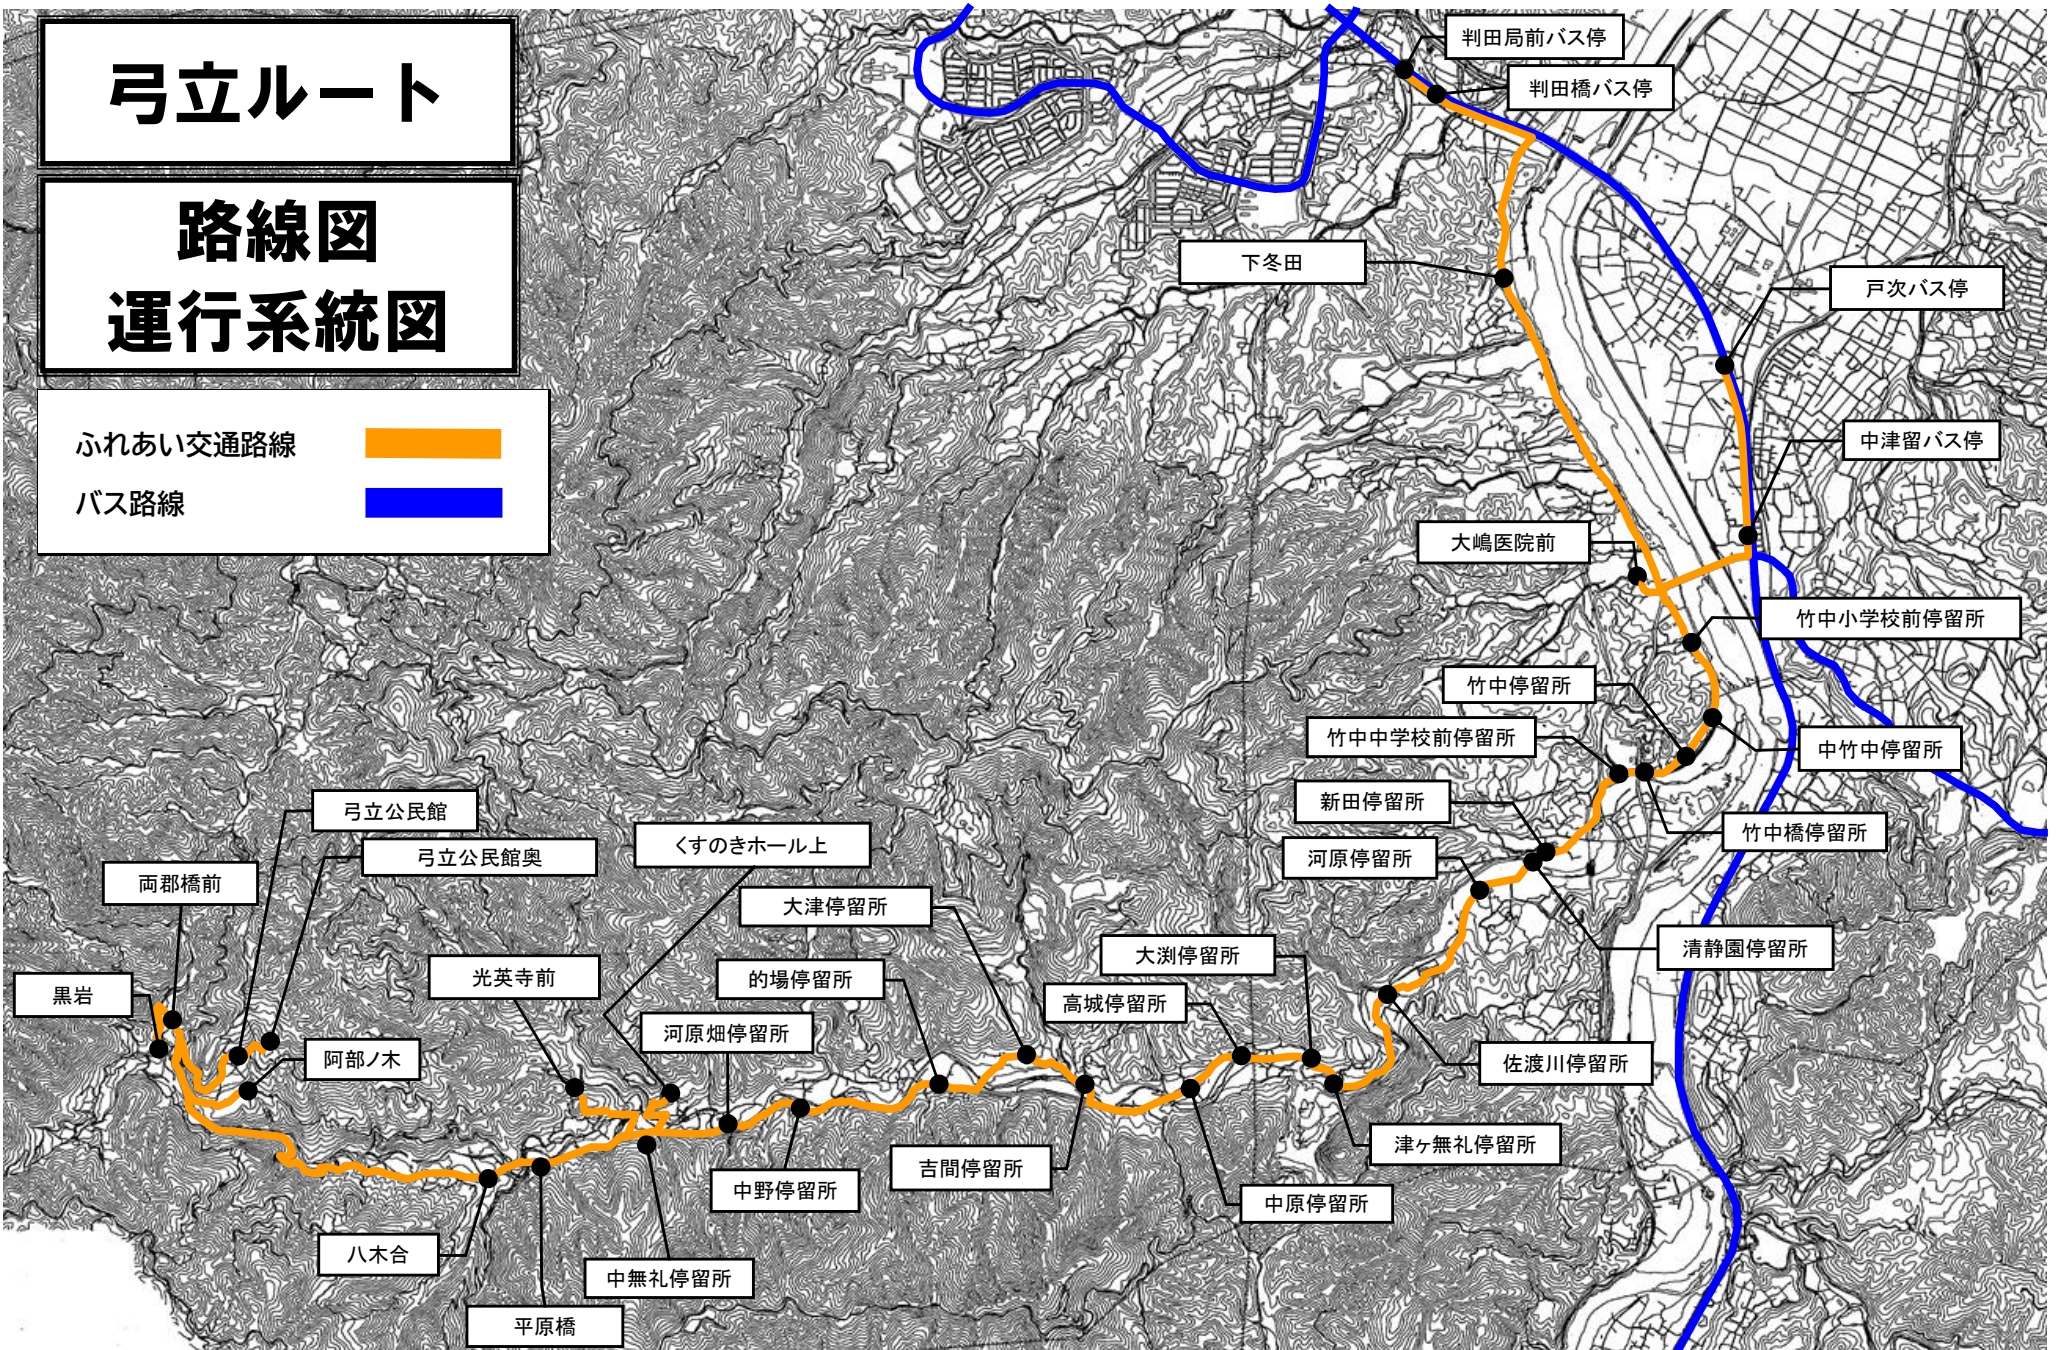 弓立ルート
路線図
運行系統図
ふれあい交通路線
バス路線
判田局前バス停
判田橋バス停
下冬田
戸次バス停
中津留バス停
大嶋医院前
竹中小学校前停留所
竹中停留所
竹中中学校前停留所
中竹中停留所
新田停留所
竹中橋停留所
河原停留所
清静園停留所
弓立公民館
弓立公民館奥
くすのきホール上
両郡橋前
大津停留所
大渕停留所
光英寺前
的場停留所
黒岩
高城停留所
河原畑停留所
阿部ノ木
佐渡川停留所
津ヶ無礼停留所
吉間停留所
中野停留所
中原停留所
八木合
中無礼停留所
平原橋